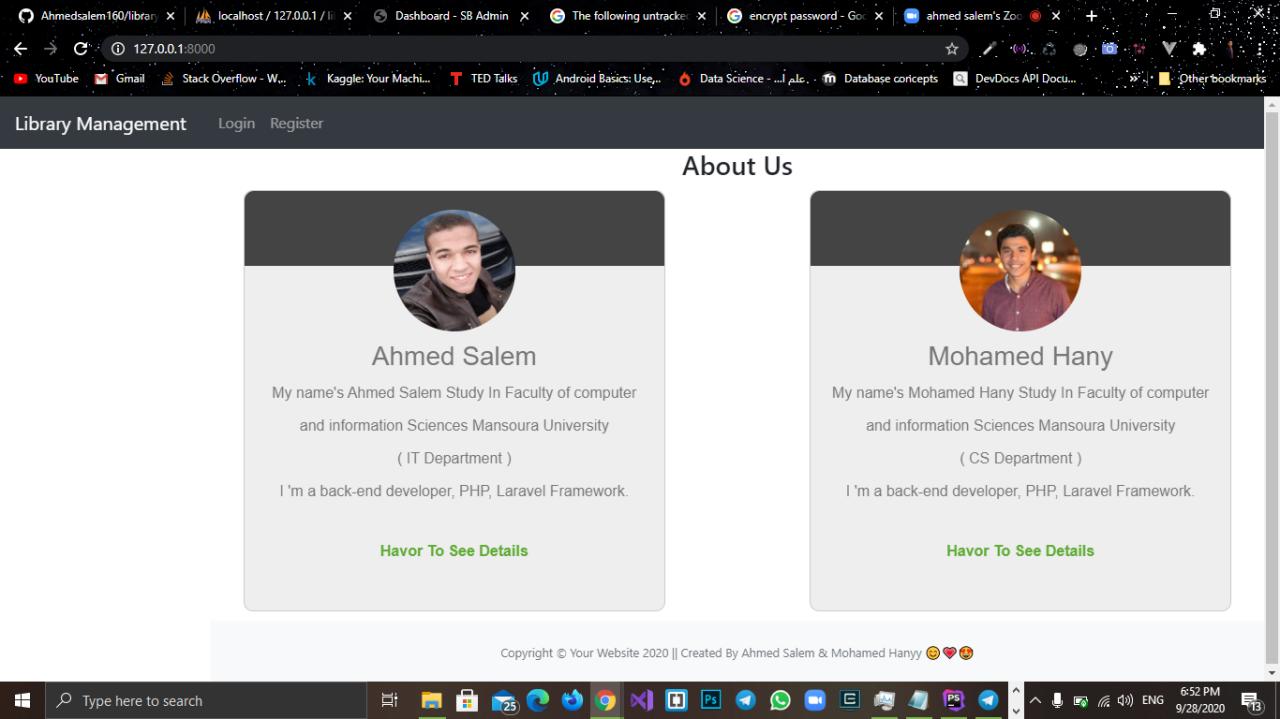 Ahmedsalem160/library
localhost / 127.0.0.1 / li
Dashboard - SB Admin
The following untracke
encrypt password - Goo
ahmed salem's Zoo
127.0.0.1:8000
YouTube
Gmail
Stack Overflow - W...
Kaggle: Your Machi...
TED Talks
Android Basics: Use...
Data Science - ...علم أ
Database concepts
DevDocs API Docu...
»
Other bookmarks
Library Management
Login
Register
About Us
Ahmed Salem
My name's Ahmed Salem Study In Faculty of computer
and information Sciences Mansoura University
( IT Department )
I 'm a back-end developer, PHP, Laravel Framework.
Havor To See Details
Mohamed Hany
My name's Mohamed Hany Study In Faculty of computer
and information Sciences Mansoura University
( CS Department )
I 'm a back-end developer, PHP, Laravel Framework.
Havor To See Details
Copyright © Your Website 2020 || Created By Ahmed Salem & Mohamed Hanyy 😊💗😍
Type here to search
25
Ps
PS
ENG
6:52 PM
9/28/2020
13